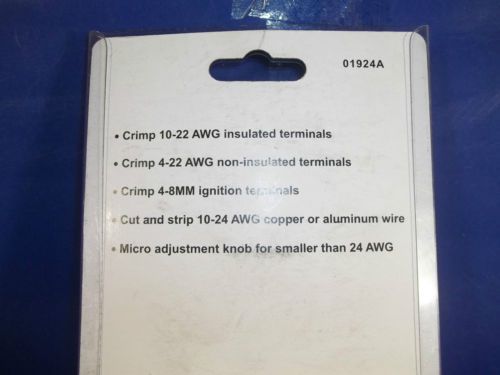 01924A
• Crimp 10-22 AWG insulated terminals
• Crimp 4-22 AWG non-insulated terminals
• Crimp 4-8MM ignition terminals
• Cut and strip 10-24 AWG copper or aluminum wire
• Micro adjustment knob for smaller than 24 AWG